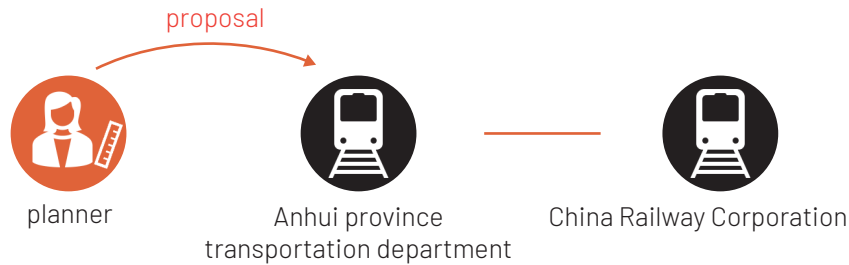 proposal
planner
Anhui province
transportation department
China Railway Corporation